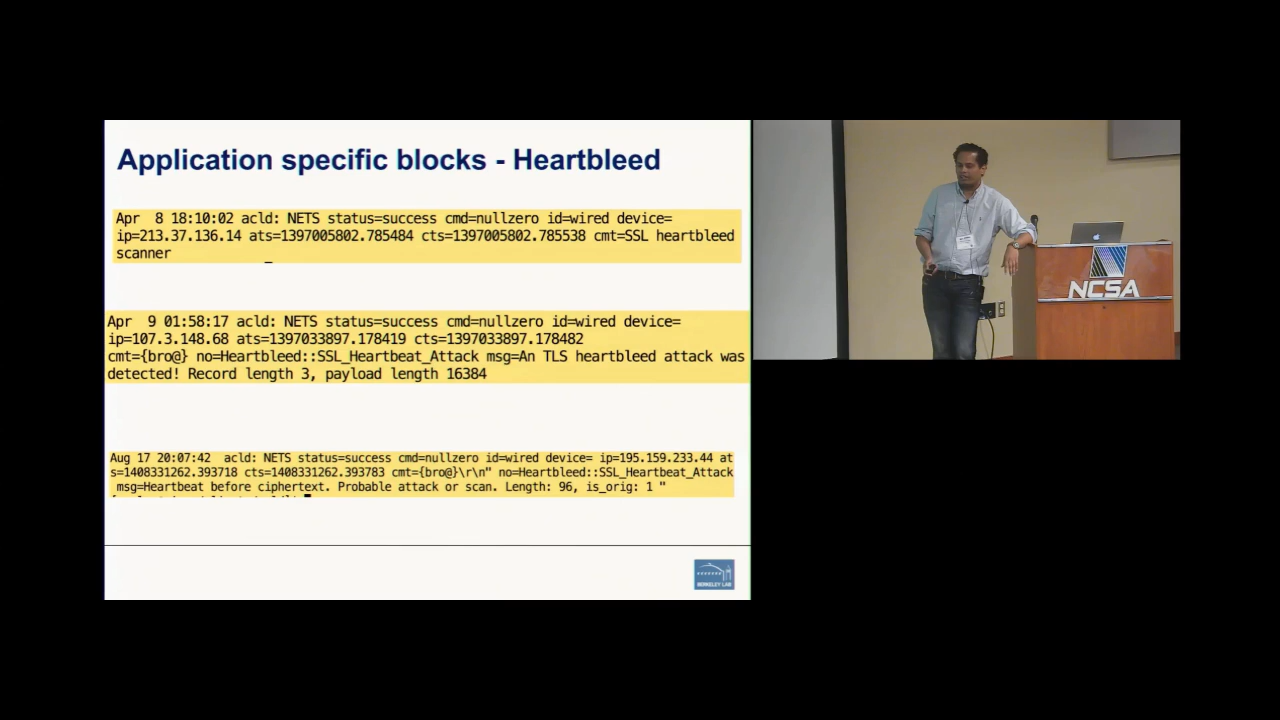 Application specific blocks - Heartbleed
Apr  8 18:10:02 acld: NETS status=success cmd=nullzero id=wired device=
ip=213.37.136.14 ats=1397005802.785484 cts=1397005802.785538 cmt=SSL heartbleed
scanner
Apr  9 01:58:17 acld: NETS status=success cmd=nullzero id=wired device=
ip=107.3.148.68 ats=1397033897.178419 cts=1397033897.178482
cmt={bro@} no=Heartbleed::SSL_Heartbeat_Attack msg=An TLS heartbleed attack was
detected! Record length 3, payload length 16384
Aug 17 20:07:42  acld: NETS status=success cmd=nullzero id=wired device= ip=195.159.233.44 at
s=1408331262.393718 cts=1408331262.393783 cmt={bro@}\r\n" no=Heartbleed::SSL_Heartbeat_Attack
msg=Heartbeat before ciphertext. Probable attack or scan. Length: 96, is_orig: 1 "
BERKELEY LAB
NCSA